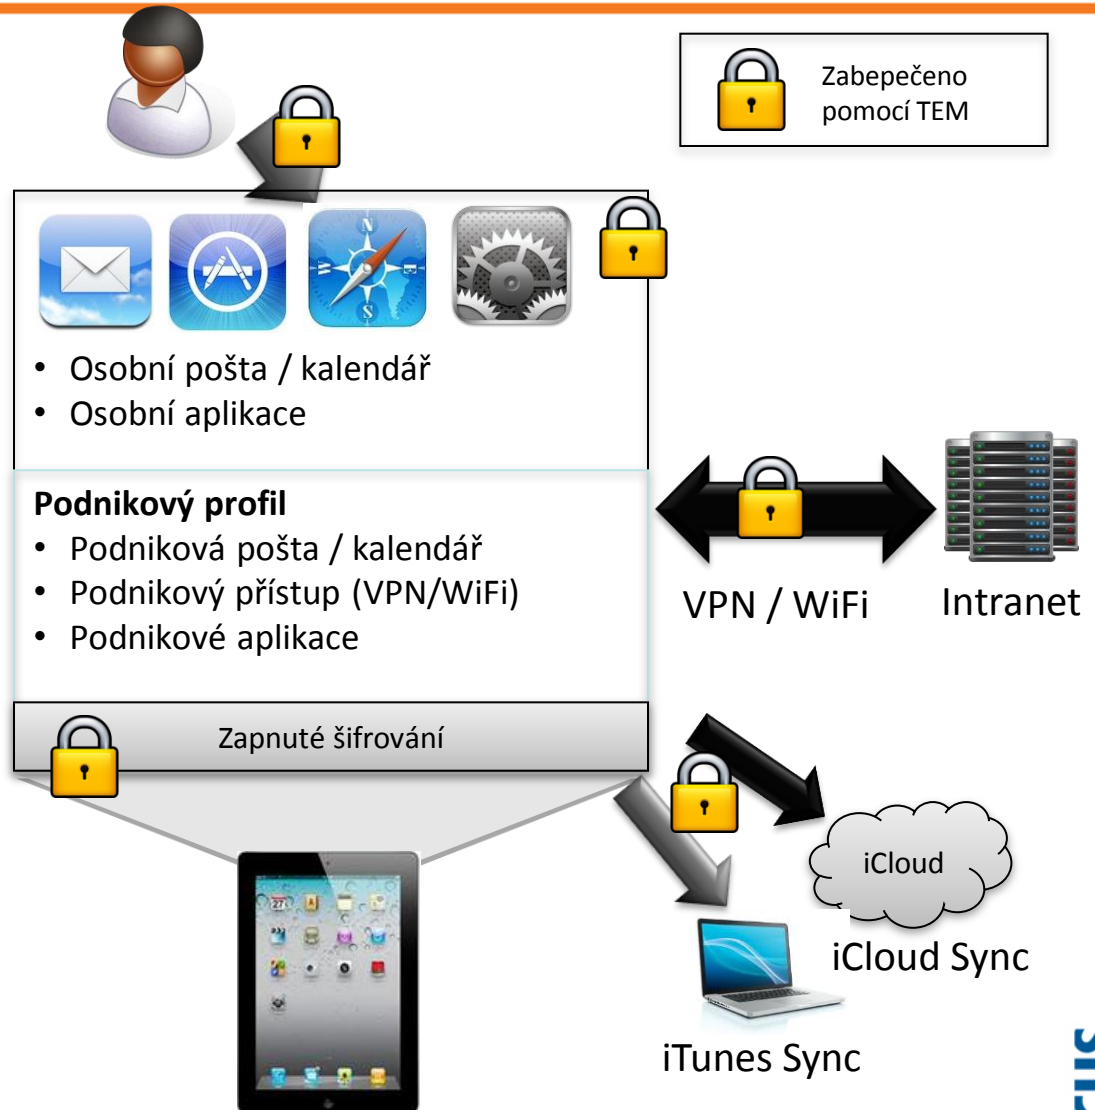 Zabepečeno
pomocí TEM
• Osobní pošta / kalendář
• Osobní aplikace
Podnikový profil
• Podniková pošta / kalendář
• Podnikový přístup (VPN/WiFi)
• Podnikové aplikace
VPN / WiFi
Intranet
Zapnuté šifrování
iCloud
iCloud Sync
iTunes Sync